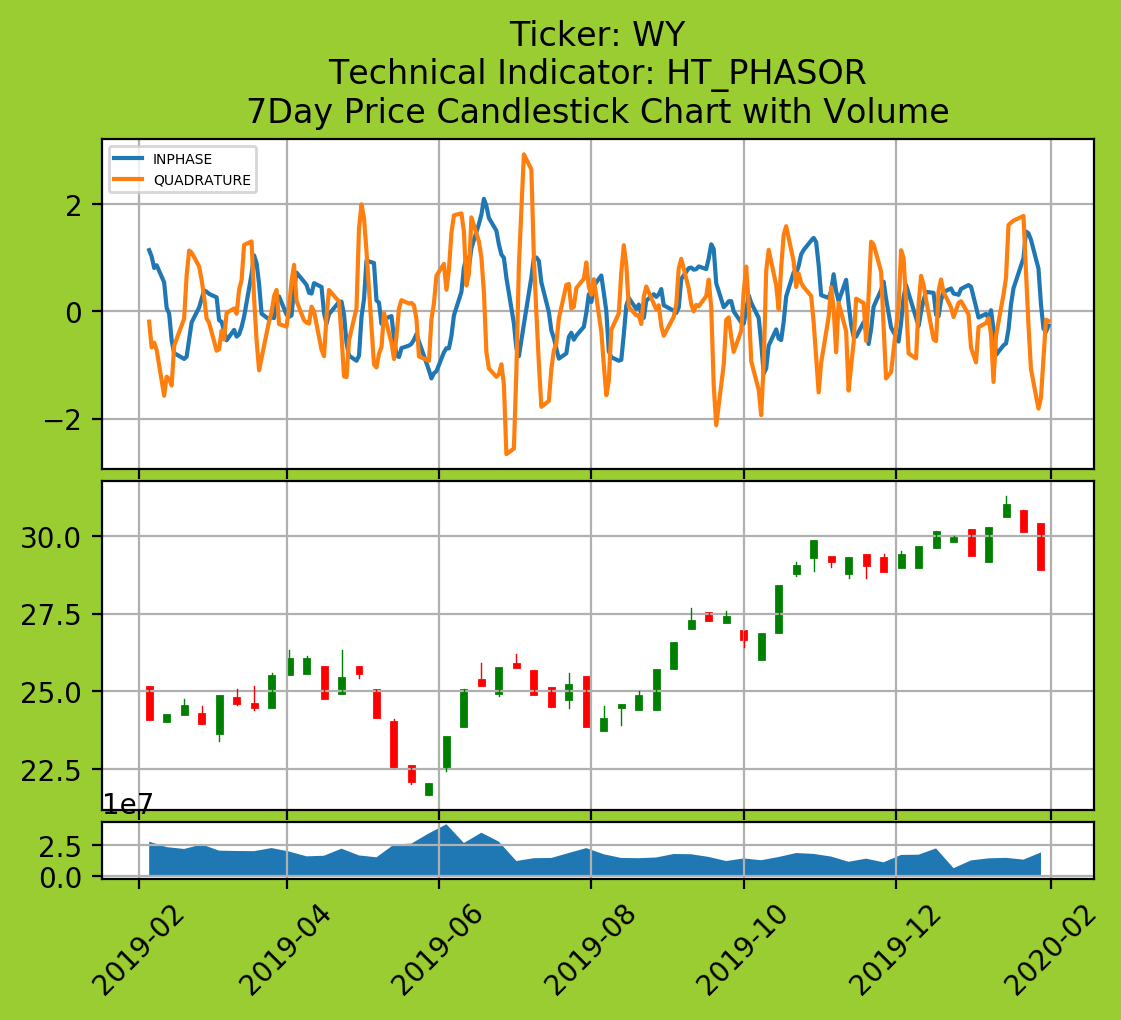 Ticker: WY
Technical Indicator: HT_PHASOR
7Day Price Candlestick Chart with Volume
INPHASE
QUADRATURE
2
0
−2
30.0
27.5
25.0
22.5
1e7
2.5
0.0
2019-02
2019-04
2019-06
2019-08
2019-10
2019-12
2020-02